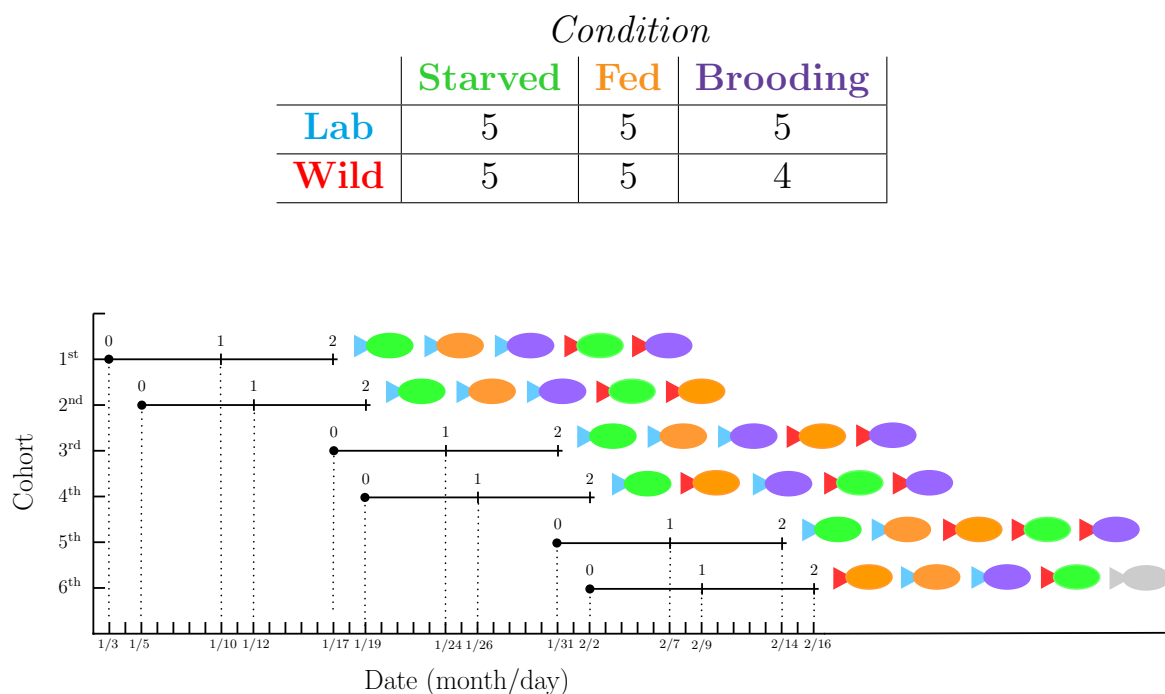 Condition
Starved Fed Brooding
Lab 5 5 5
Wild 5 5 4
Cohort
1st 0 1 2
2nd 0 1 2
3rd 0 1 2
4th 0 1 2
5th 0 1 2
6th 0 1 2
1/3 1/5 1/10 1/12 1/17 1/19 1/24 1/26 1/31 2/2 2/7 2/9 2/14 2/16
Date (month/day)